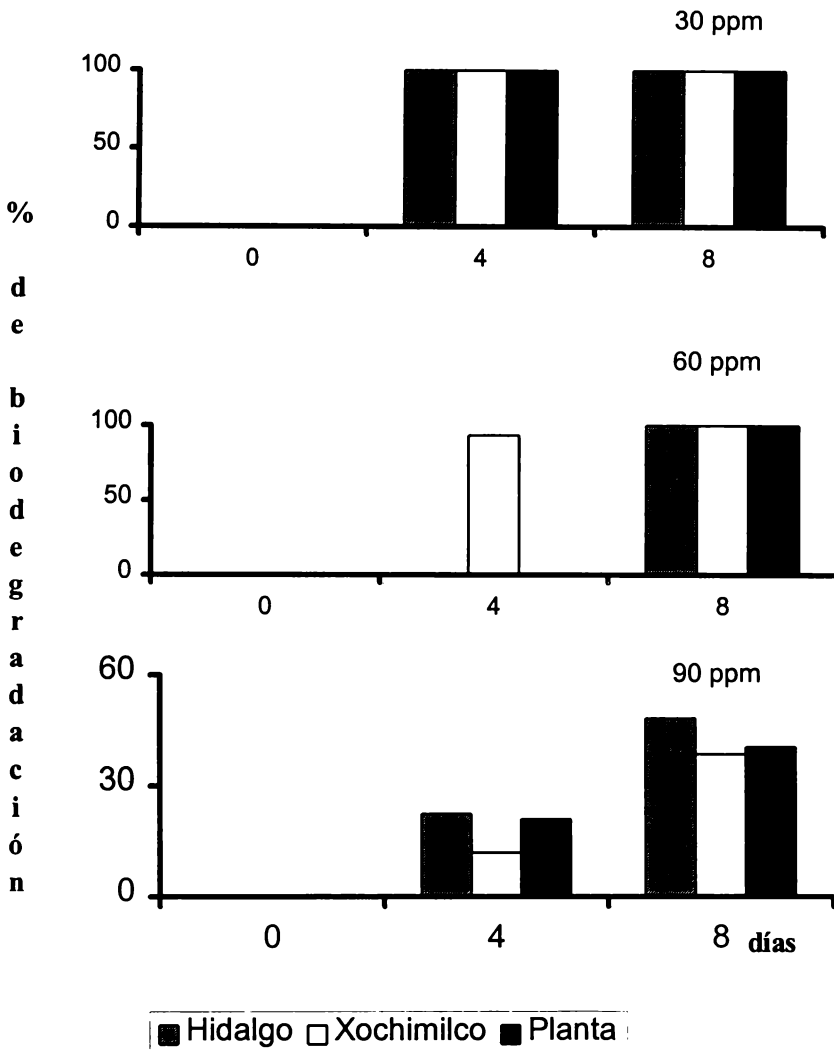 30 ppm
100
50
0
0 4 8
60 ppm
100
50
0
0 4 8
90 ppm
60
30
0
0 4 8 días
% de biodegradación
Hidalgo Xochimilco Planta